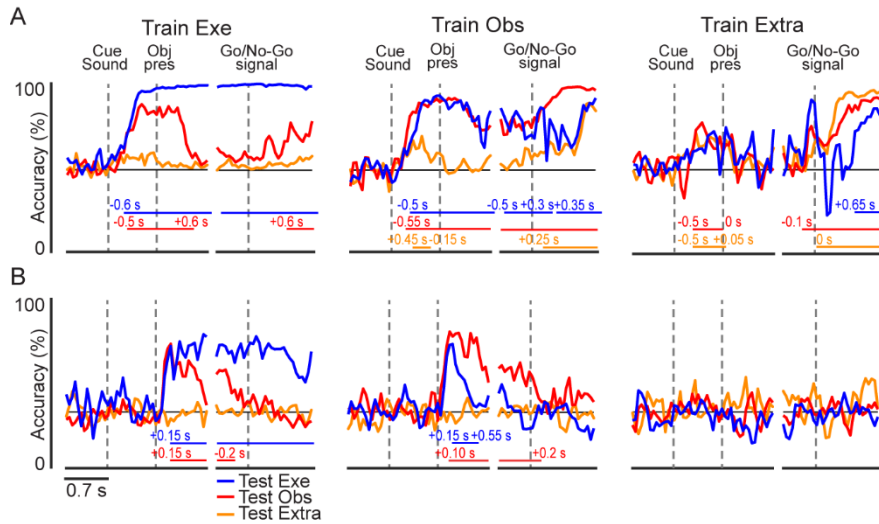 A
Train Exe
Train Obs
Train Extra
Cue Sound
Obj pres
Go/No-Go signal
Cue Sound
Obj pres
Go/No-Go signal
Cue Sound
Obj pres
Go/No-Go signal
Accuracy (%)
100
0
-0.6 s
-0.5 s
+0.6 s
+0.6 s
-0.5 s
-0.5 s
+0.3 s
+0.35 s
-0.55 s
+0.45 s
-0.15 s
+0.25 s
+0.65 s
-0.5 s
0 s
-0.1 s
-0.5 s
+0.05 s
0 s
B
Accuracy (%)
100
0
+0.15 s
+0.15 s
-0.2 s
+0.15 s
+0.55 s
+0.10 s
+0.2 s
0.7 s
Test Exe
Test Obs
Test Extra